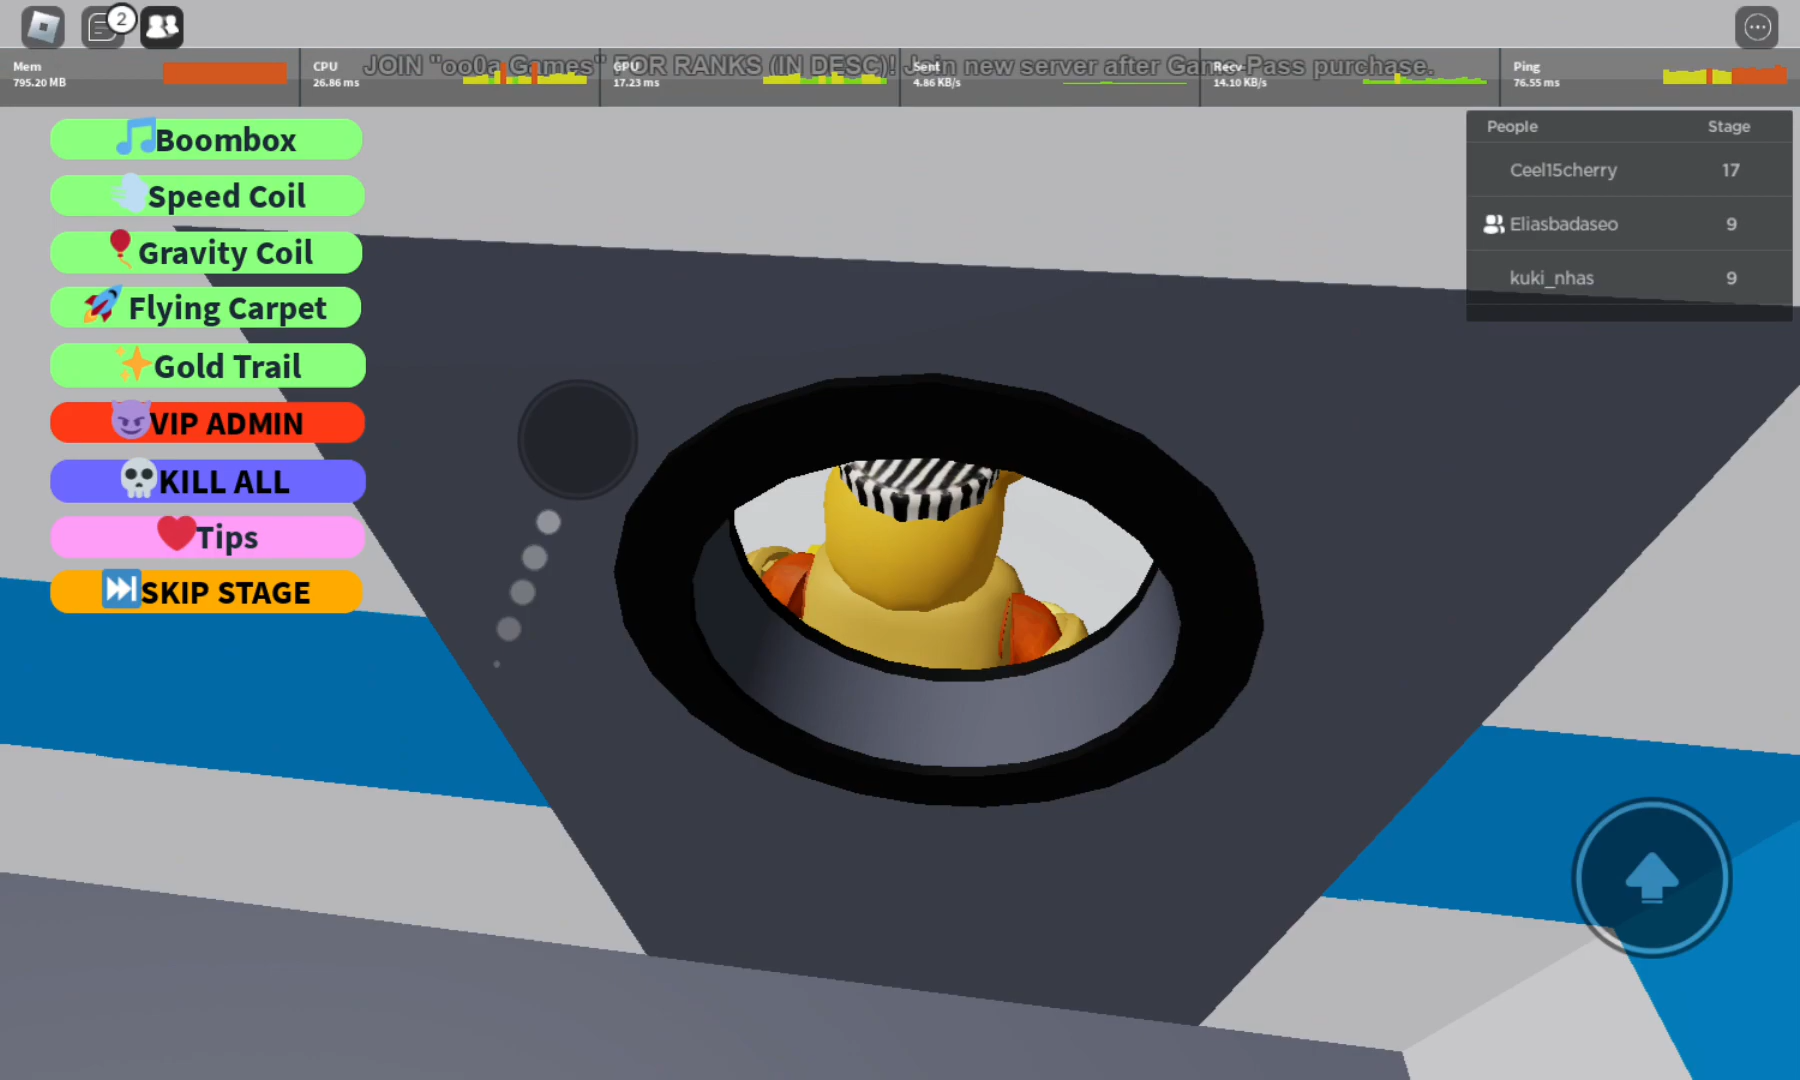 2
JOIN "oo0a Games" FOR RANKS (IN DESC)! Join new server after Game Pass purchase.
Mem
795.20 MB
CPU
26.86 ms
GPU
17.23 ms
Sent
4.86 KB/s
Recv
14.10 KB/s
Ping
76.55 ms
Boombox
Speed Coil
Gravity Coil
Flying Carpet
Gold Trail
VIP ADMIN
KILL ALL
Tips
SKIP STAGE
People Stage
Ceel15cherry 17
Eliasbadaseo 9
kuki_nhas 9